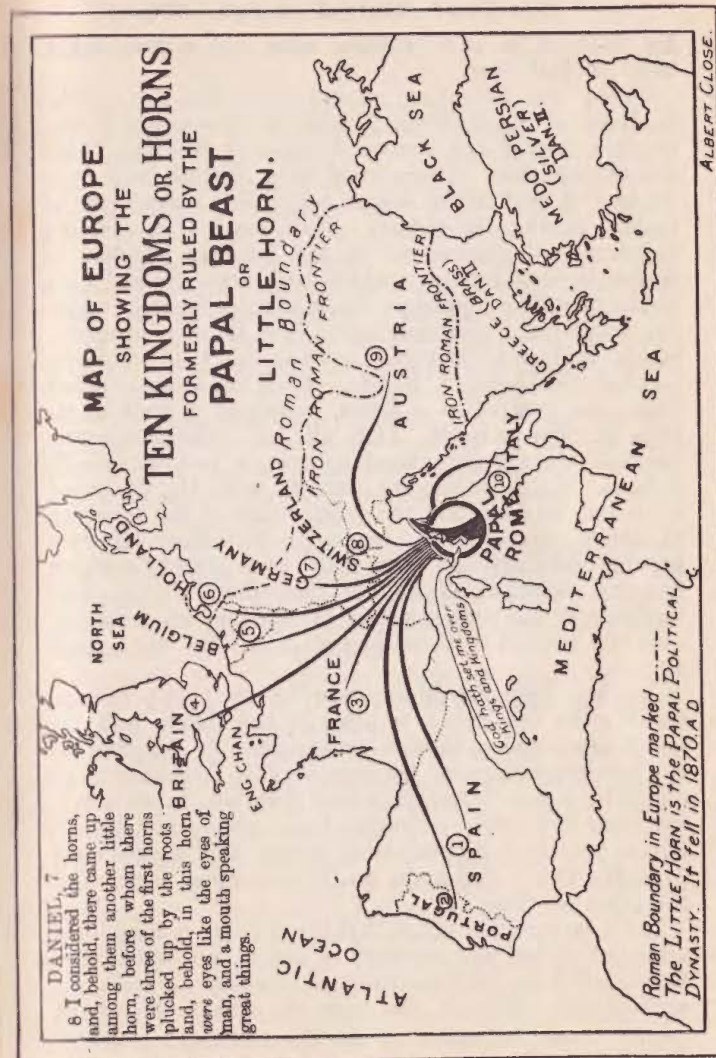 DANIEL, 7
8 I considered the horns,
and, behold, there came up
among them another little
horn, before whom there
were three of the first horns
plucked up by the roots
and, behold, in this horn
were eyes like the eyes of
man, and a mouth speaking
great things.
MAP OF EUROPE
SHOWING THE
TEN KINGDOMS OR HORNS
FORMERLY RULED BY THE
PAPAL BEAST
OR
LITTLE HORN.
NORTH
SEA
HOLLAND
6
BELGIUM
5
BRITAIN
4
ENG CHAN
GERMANY
7
SWITZERLAND
8
Roman Boundary
IRON ROMAN FRONTIER
FRANCE
3
AUSTRIA
9
BLACK SEA
IRON ROMAN FRONTIER
MEDO PERSIAN
(SILVER)
DAN. II.
GREECE (BRASS)
DAN. II
ATLANTIC
OCEAN
PORTUGAL
2
SPAIN
1
God hath set me over
Kings and Kingdoms
PAPAL
ROME
ITALY
10
MEDITERRANEAN SEA
Roman Boundary in Europe marked -·-·-
The LITTLE HORN is the PAPAL POLITICAL
DYNASTY. It fell in 1870. A D
ALBERT CLOSE.